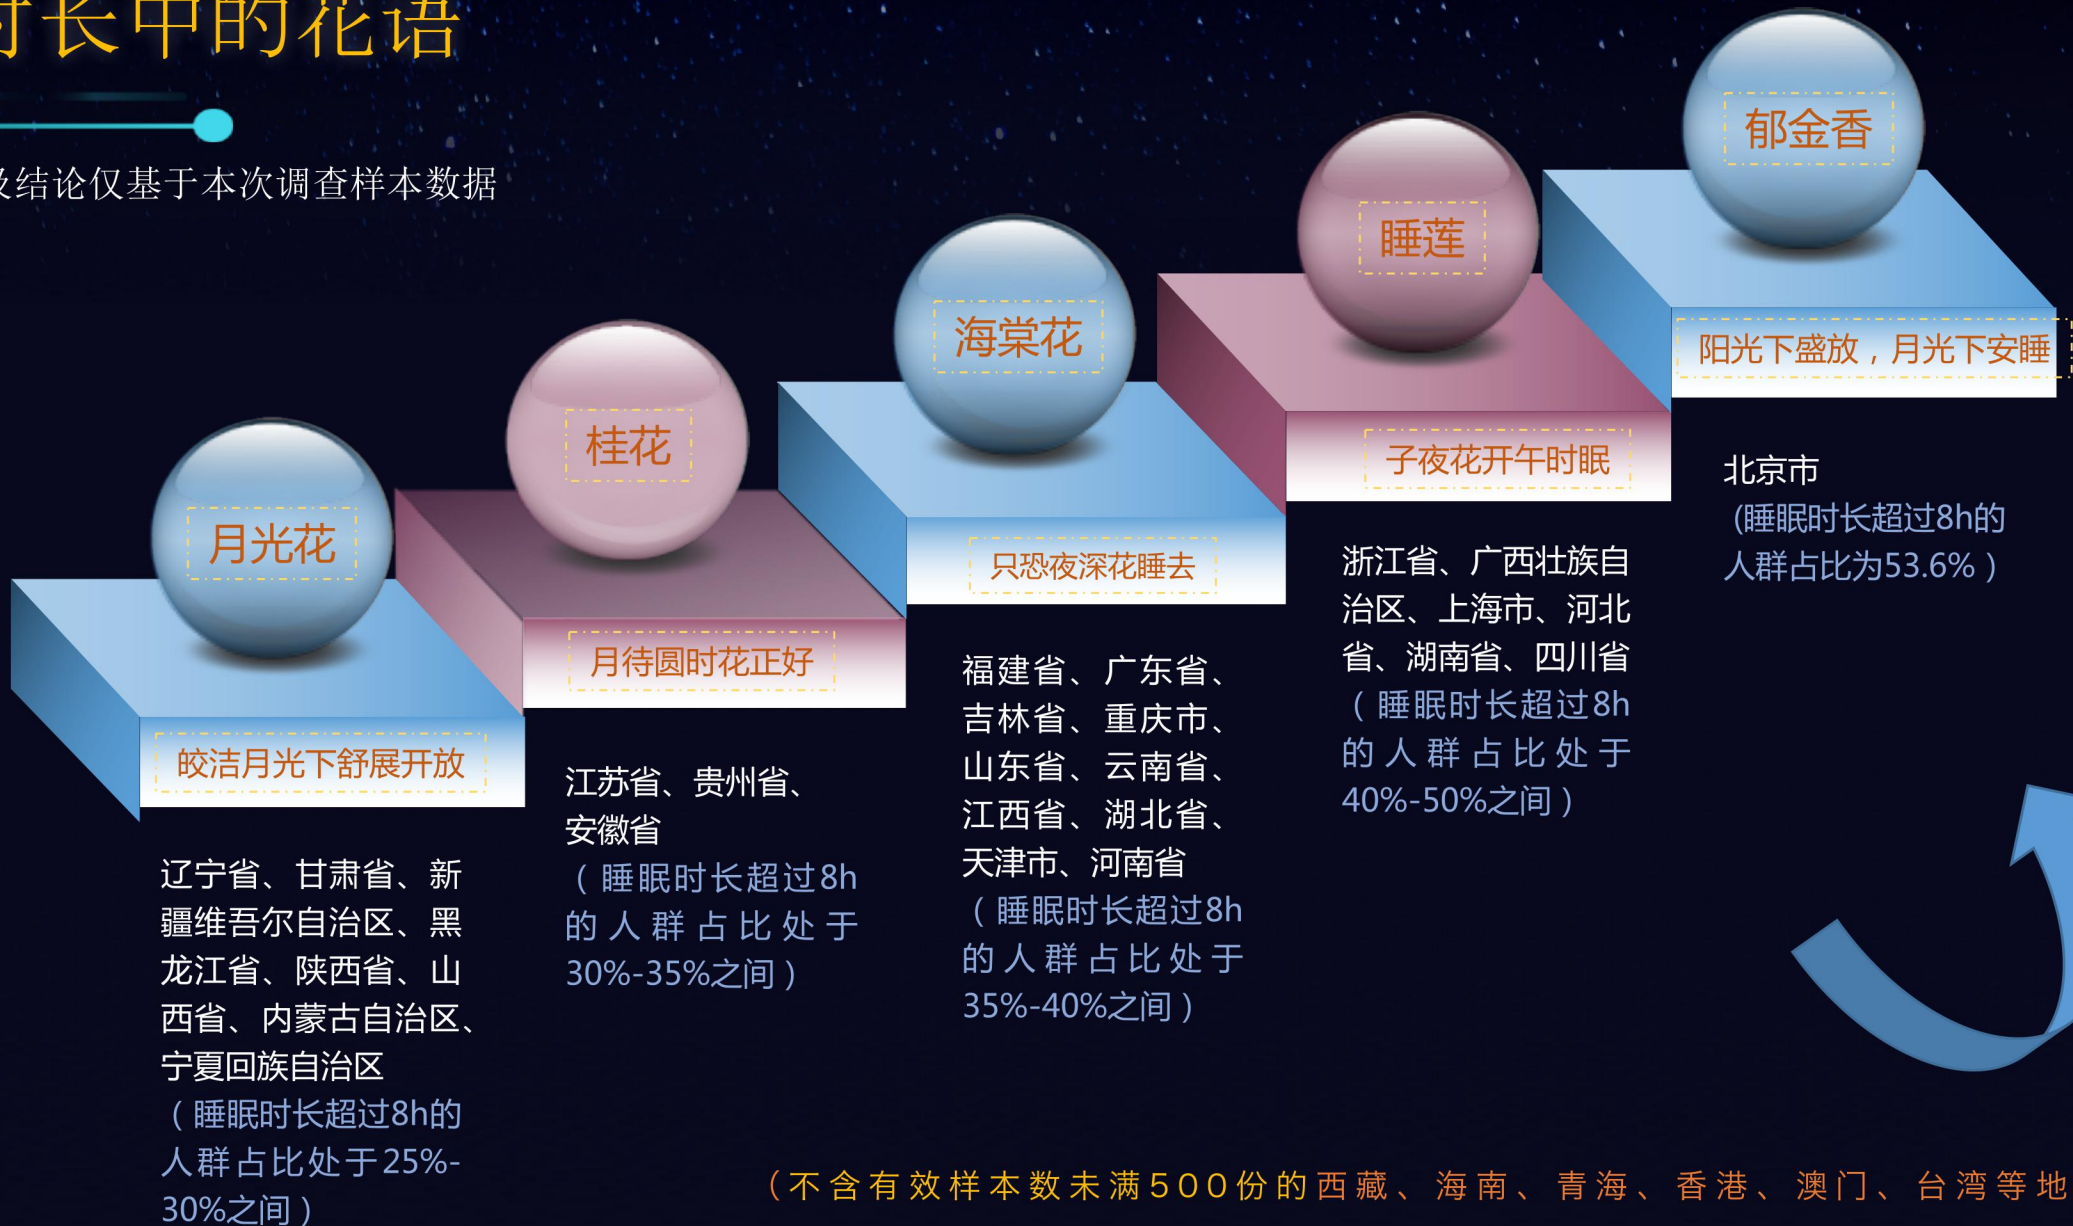 时长中的花语
及结论仅基于本次调查样本数据
月光花
皎洁月光下舒展开放
辽宁省、甘肃省、新
疆维吾尔自治区、黑
龙江省、陕西省、山
西省、内蒙古自治区、
宁夏回族自治区
（睡眠时长超过8h的
人群占比处于25%-
30%之间）
桂花
月待圆时花正好
江苏省、贵州省、
安徽省
（睡眠时长超过8h
的人群占比处于
30%-35%之间）
海棠花
只恐夜深花睡去
福建省、广东省、
吉林省、重庆市、
山东省、云南省、
江西省、湖北省、
天津市、河南省
（睡眠时长超过8h
的人群占比处于
35%-40%之间）
睡莲
子夜花开午时眠
浙江省、广西壮族自
治区、上海市、河北
省、湖南省、四川省
（睡眠时长超过8h
的人群占比处于
40%-50%之间）
郁金香
阳光下盛放，月光下安睡
北京市
(睡眠时长超过8h的
人群占比为53.6%）
（不含有效样本数未满500份的西藏、海南、青海、香港、澳门、台湾等地